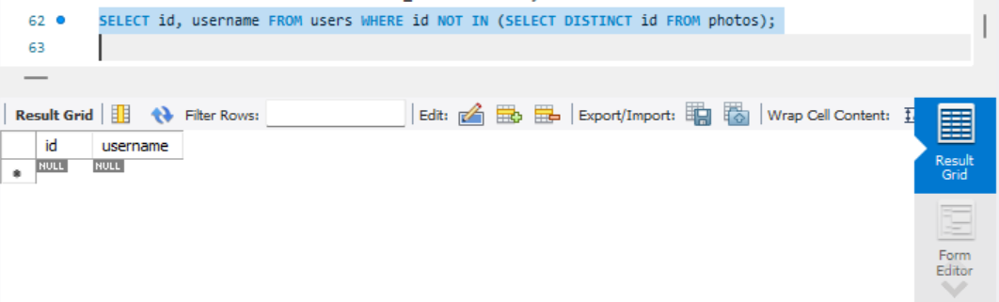 62 SELECT id, username FROM users WHERE id NOT IN (SELECT DISTINCT id FROM photos);
63
Result Grid Filter Rows: Edit: Export/Import: Wrap Cell Content:
id username
NULL NULL
Result
Grid
Form
Editor